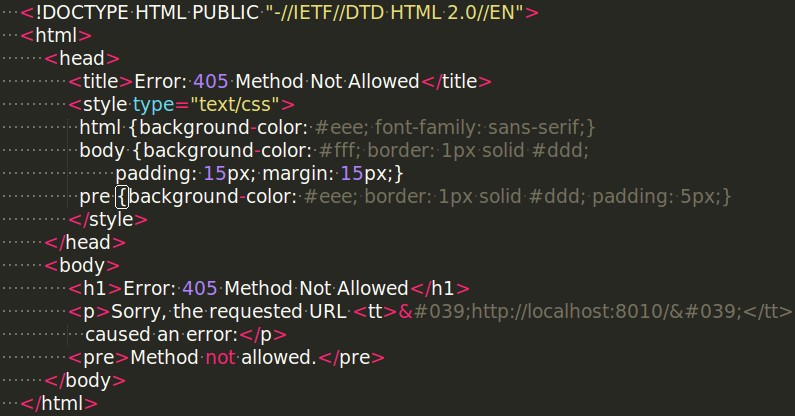 <!DOCTYPE HTML PUBLIC "-//IETF//DTD HTML 2.0//EN">
<html>
<head>
<title>Error: 405 Method Not Allowed</title>
<style type="text/css">
html {background-color: #eee; font-family: sans-serif;}
body {background-color: #fff; border: 1px solid #ddd;
padding: 15px; margin: 15px;}
pre {background-color: #eee; border: 1px solid #ddd; padding: 5px;}
</style>
</head>
<body>
<h1>Error: 405 Method Not Allowed</h1>
<p>Sorry, the requested URL <tt>&#039;http://localhost:8010/&#039;</tt>
caused an error:</p>
<pre>Method not allowed.</pre>
</body>
</html>